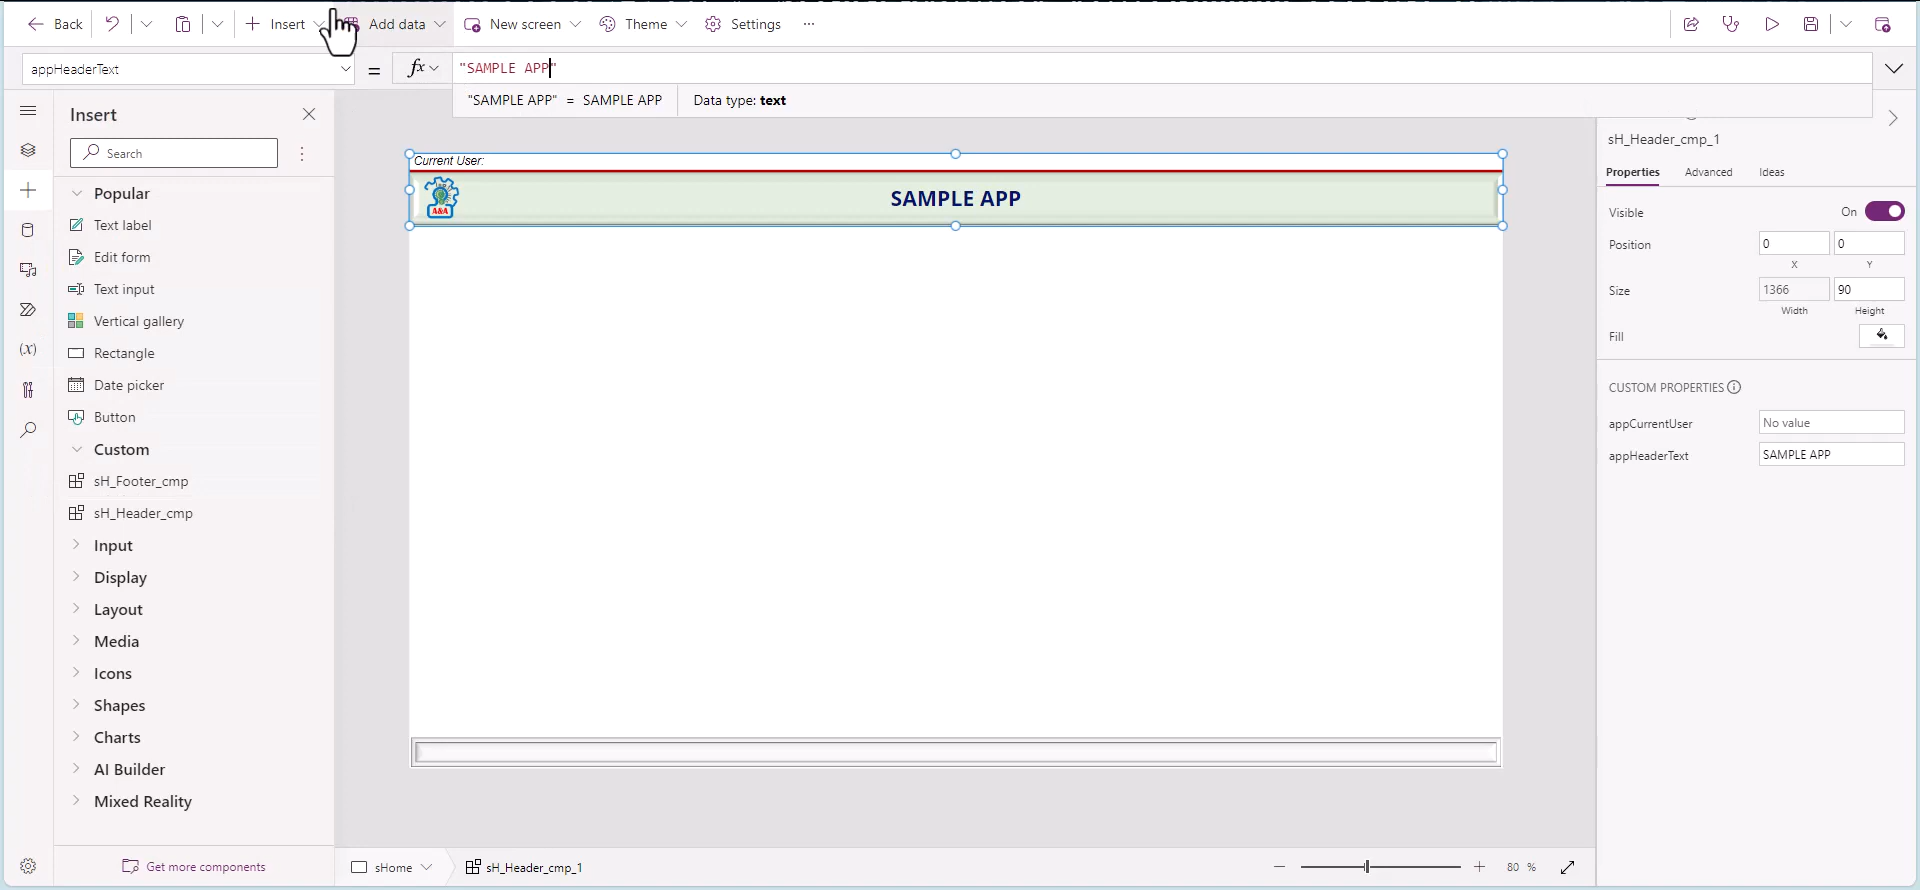 Back
Insert
Add data
New screen
Theme
Settings
...
appHeaderText
=
fx
"SAMPLE APP"
"SAMPLE APP" = SAMPLE APP
Data type: text
Insert
Search
Popular
Text label
Edit form
Text input
Vertical gallery
Rectangle
Date picker
Button
Custom
sH_Footer_cmp
sH_Header_cmp
Input
Display
Layout
Media
Icons
Shapes
Charts
AI Builder
Mixed Reality
Get more components
(x)
Current User:
A&A
SAMPLE APP
sHome
sH_Header_cmp_1
80 %
sH_Header_cmp_1
Properties
Advanced
Ideas
Visible
On
Position
0
0
X
Y
Size
1366
90
Width
Height
Fill
CUSTOM PROPERTIES
appCurrentUser
No value
appHeaderText
SAMPLE APP